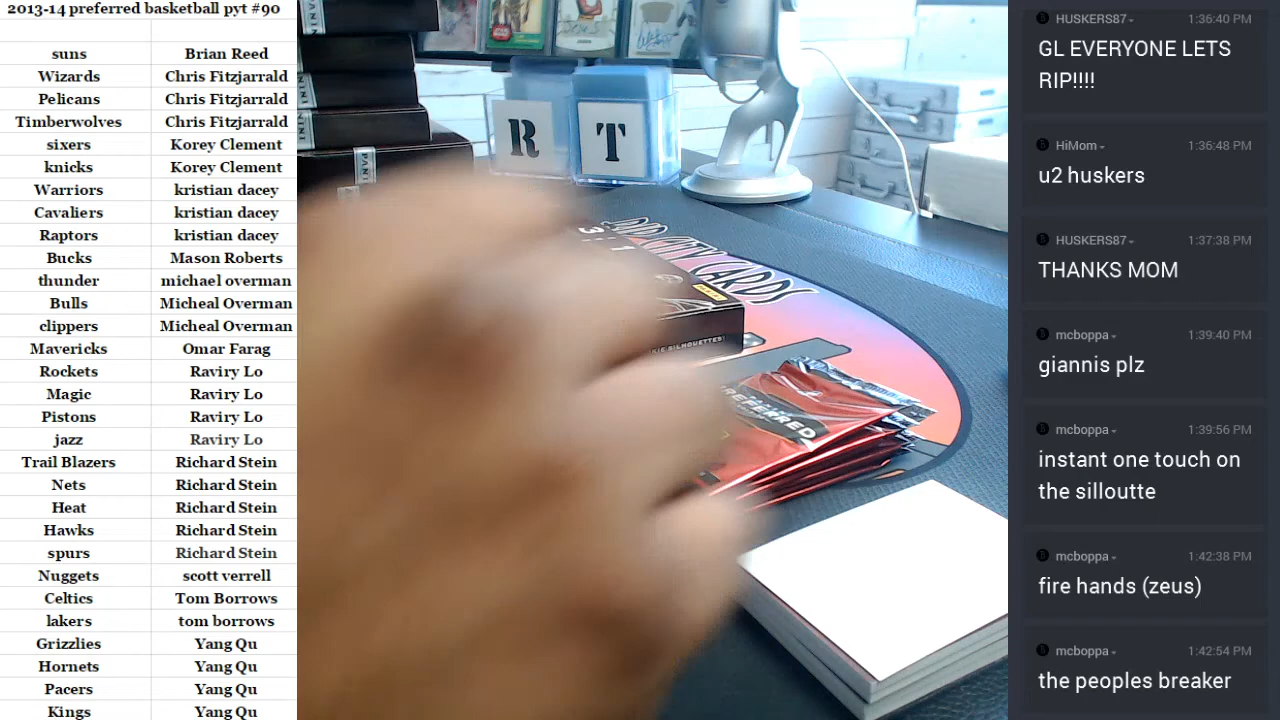 2013-14 preferred basketball pyt #90
suns Brian Reed
Wizards Chris Fitzjarrald
Pelicans Chris Fitzjarrald
Timberwolves Chris Fitzjarrald
sixers Korey Clement
knicks Korey Clement
Warriors kristian dacey
Cavaliers kristian dacey
Raptors kristian dacey
Bucks Mason Roberts
thunder michael overman
Bulls Micheal Overman
clippers Micheal Overman
Mavericks Omar Farag
Rockets Raviry Lo
Magic Raviry Lo
Pistons Raviry Lo
jazz Raviry Lo
Trail Blazers Richard Stein
Nets Richard Stein
Heat Richard Stein
Hawks Richard Stein
spurs Richard Stein
Nuggets scott verrell
Celtics Tom Borrows
lakers tom borrows
Grizzlies Yang Qu
Hornets Yang Qu
Pacers Yang Qu
Kings Yang Qu
PANINI
R T
CITY CARDS
SILHOUETTES!
REFERRED
HUSKERS87 1:36:40 PM
GL EVERYONE LETS
RIP!!!!
HiMom 1:36:48 PM
u2 huskers
HUSKERS87 1:37:38 PM
THANKS MOM
mcboppa 1:39:40 PM
giannis plz
mcboppa 1:39:56 PM
instant one touch on
the silloutte
mcboppa 1:42:38 PM
fire hands (zeus)
mcboppa 1:42:54 PM
the peoples breaker